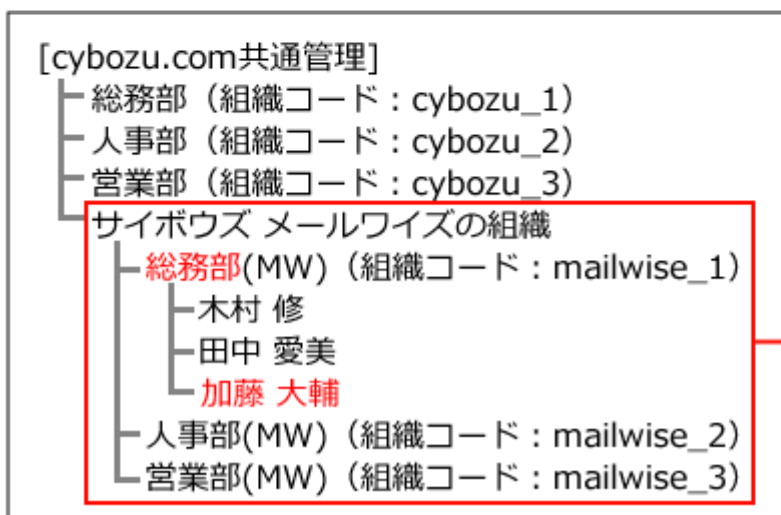 [cybozu.com共通管理]
総務部（組織コード：cybozu_1）
人事部（組織コード：cybozu_2）
営業部（組織コード：cybozu_3）
サイボウズ メールワイズの組織
総務部(MW)（組織コード：mailwise_1）
木村 修
田中 愛美
加藤 大輔
人事部(MW)（組織コード：mailwise_2）
営業部(MW)（組織コード：mailwise_3）